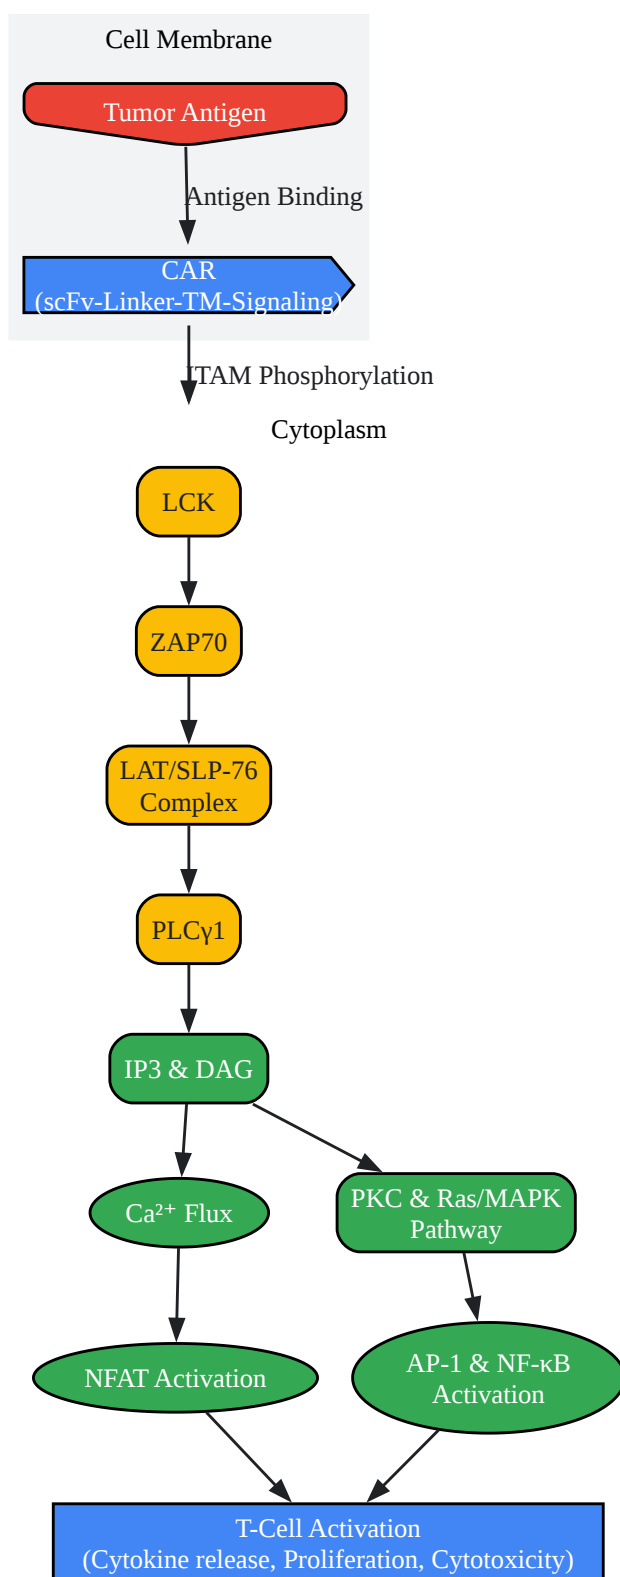 Cell Membrane
Tumor Antigen
Antigen Binding
CAR
(scFv-Linker-TM-Signaling)
ITAM Phosphorylation
Cytoplasm
LCK
ZAP70
LAT/SLP-76
Complex
PLCγ1
IP3 & DAG
Ca²⁺ Flux
PKC & Ras/MAPK
Pathway
NFAT Activation
AP-1 & NF-κB
Activation
T-Cell Activation
(Cytokine release, Proliferation, Cytotoxicity)